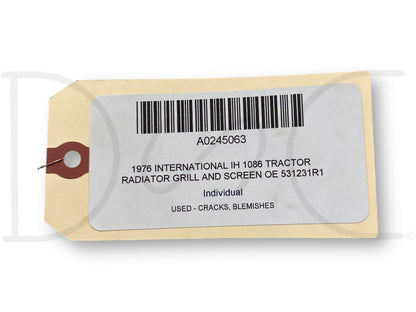 A0245063
1976 INTERNATIONAL IH 1086 TRACTOR
RADIATOR GRILL AND SCREEN OE 531231R1
Individual
USED - CRACKS, BLEMISHES